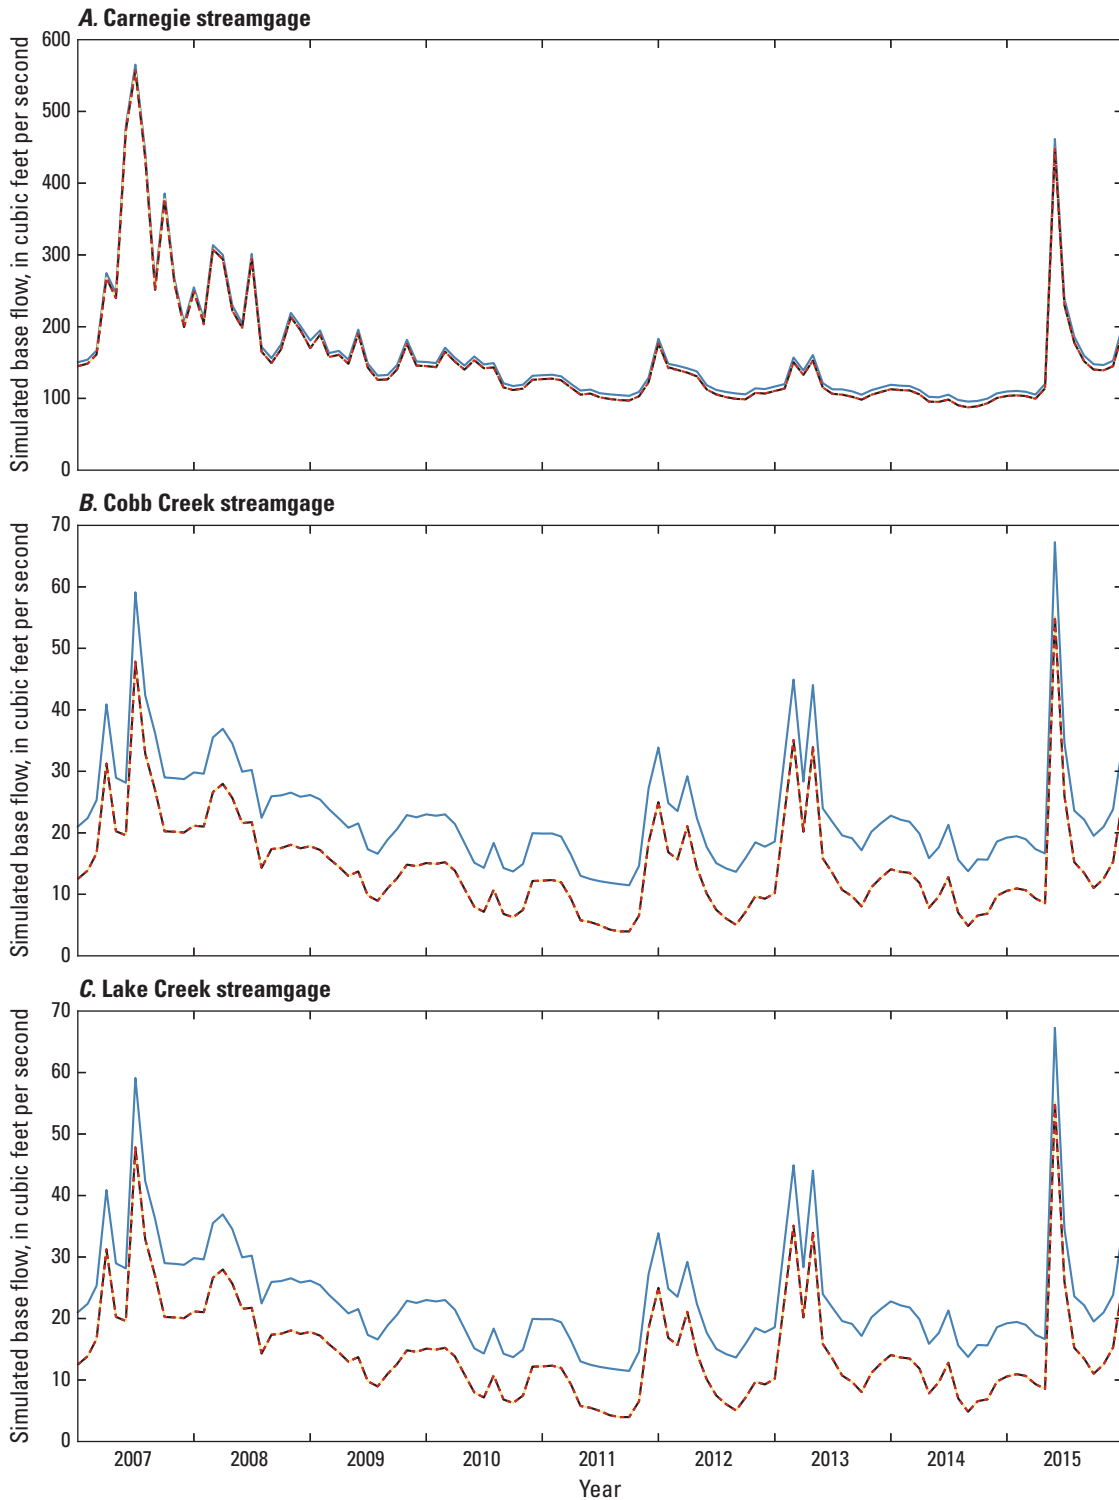 A. Carnegie streamgage
600
500
400
300
200
100
0
Simulated base flow, in cubic feet per second
B. Cobb Creek streamgage
70
60
50
40
30
20
10
0
Simulated base flow, in cubic feet per second
C. Lake Creek streamgage
70
60
50
40
30
20
10
0
Simulated base flow, in cubic feet per second
2007 2008 2009 2010 2011 2012 2013 2014 2015
Year